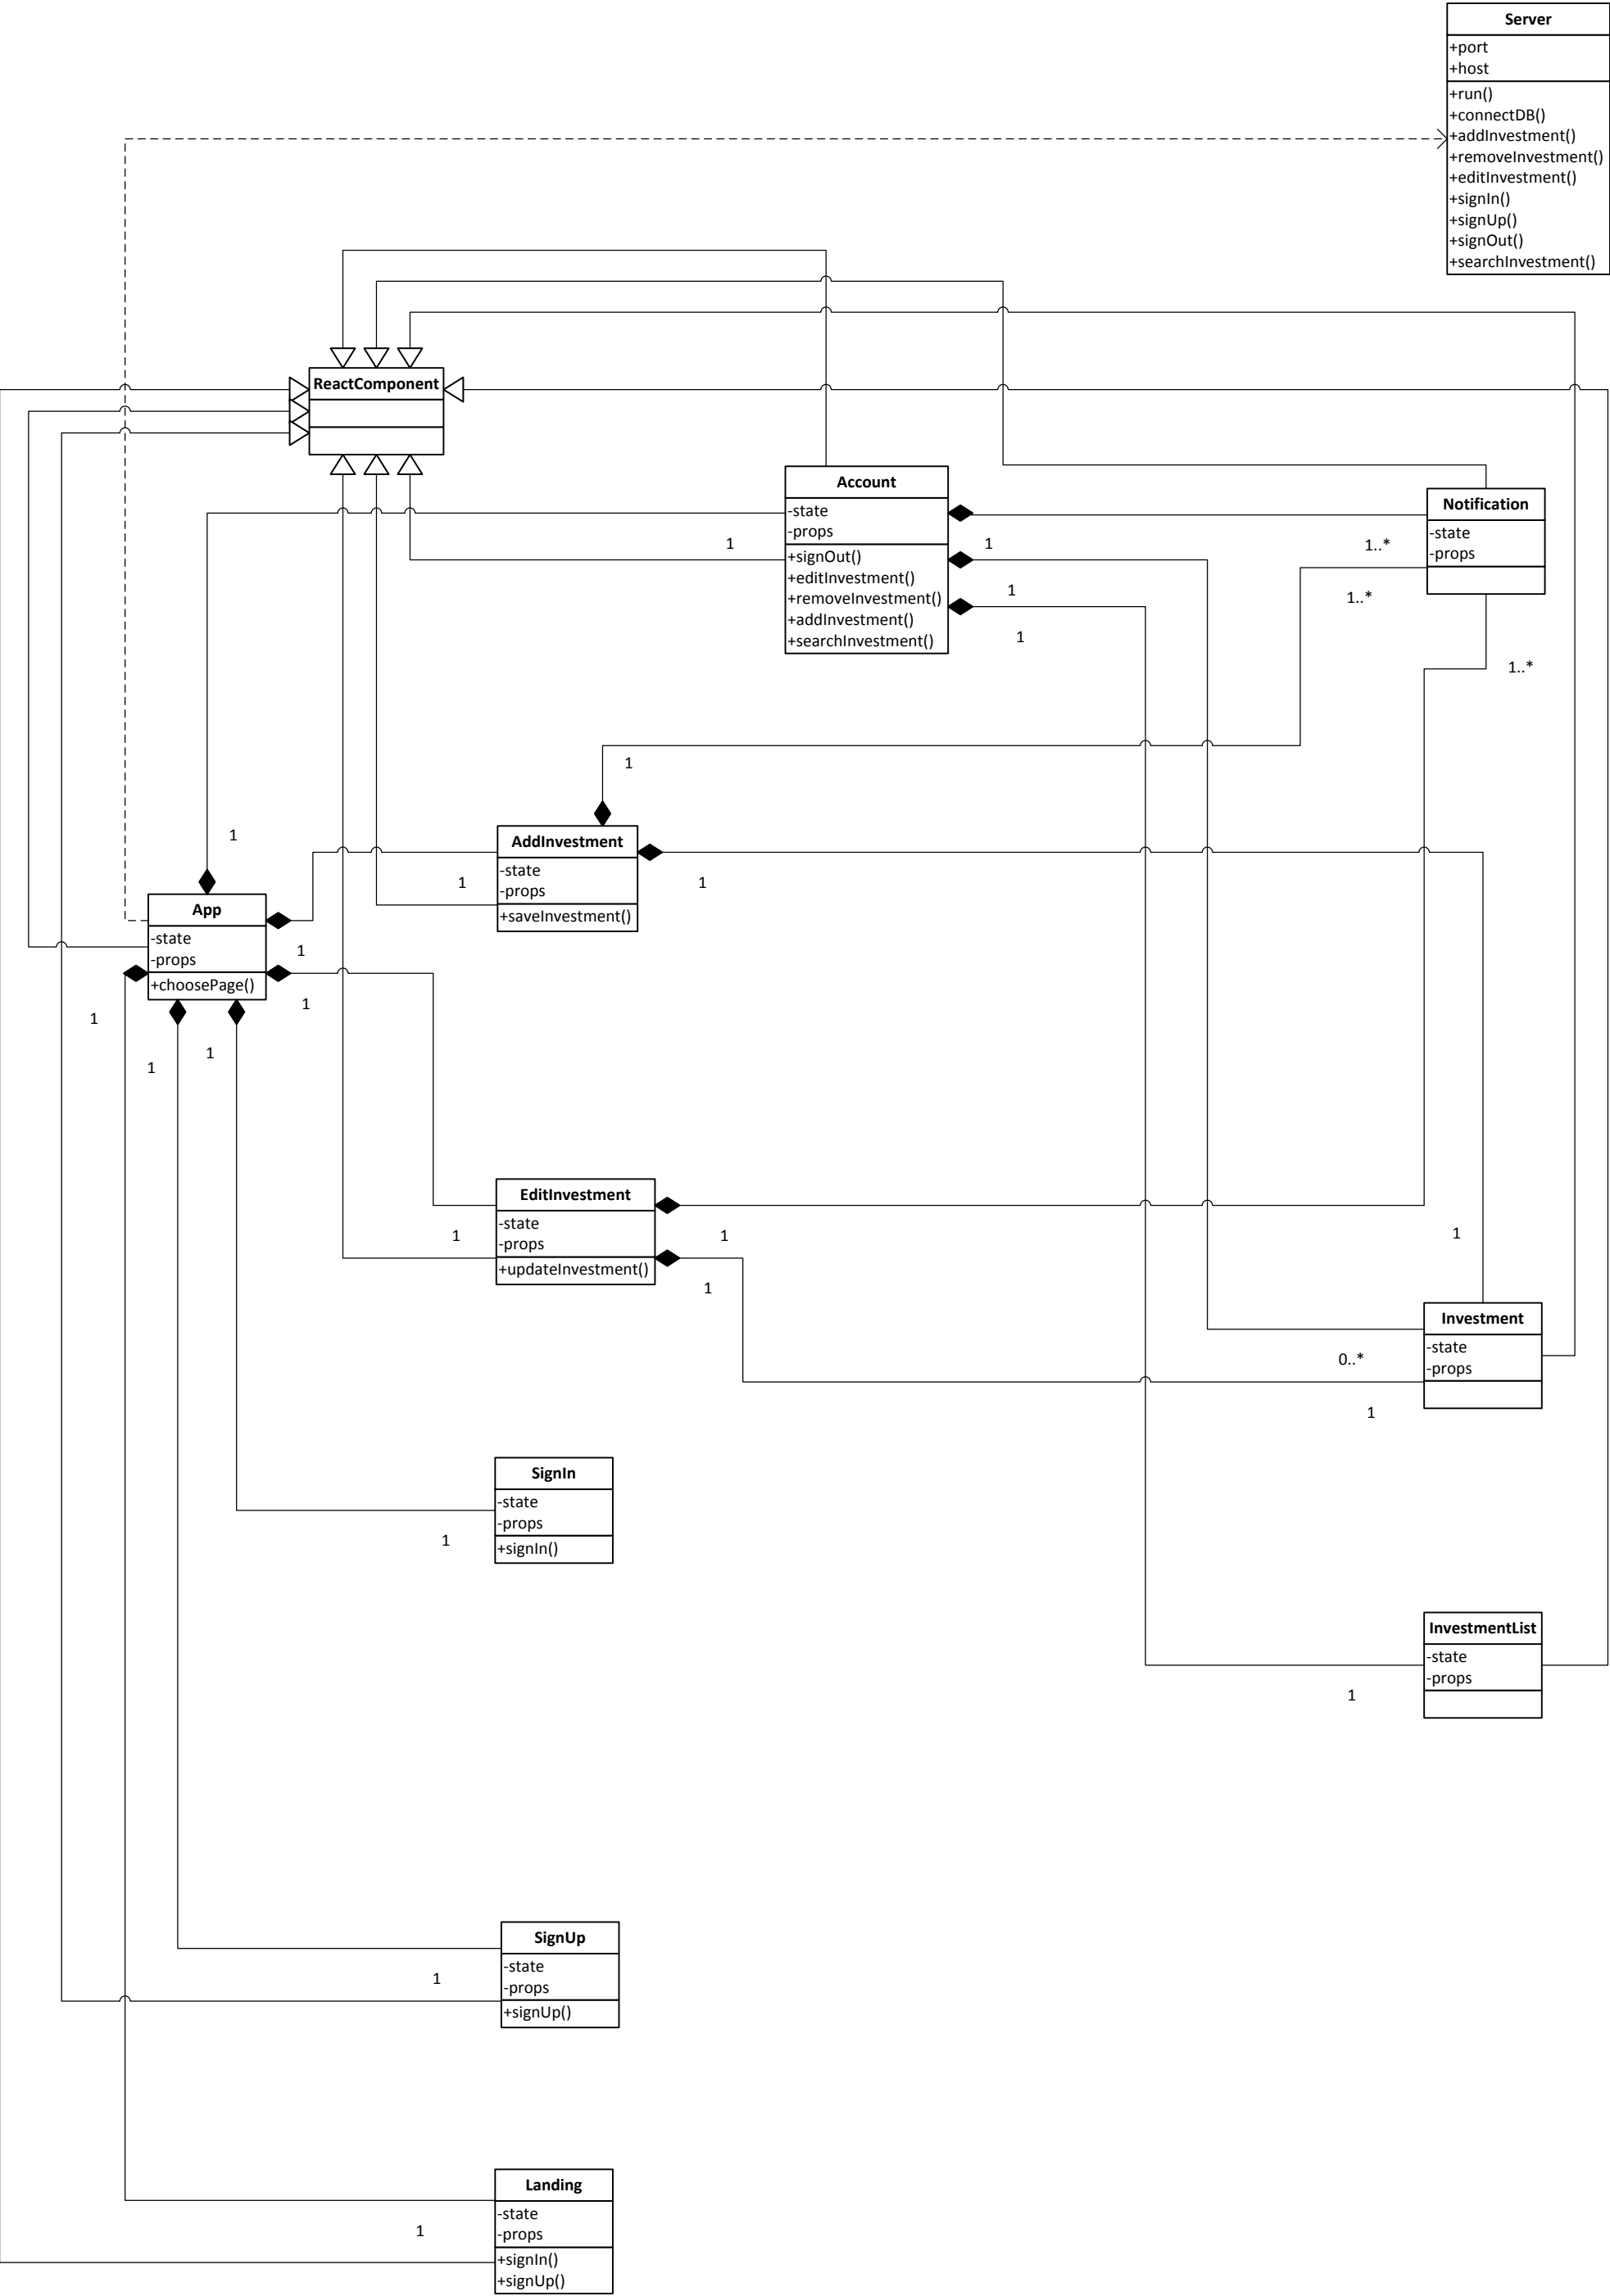 Server
+port
+host
+run()
+connectDB()
+addInvestment()
+removeInvestment()
+editInvestment()
+signIn()
+signUp()
+signOut()
+searchInvestment()
ReactComponent
Account
-state
-props
+signOut()
+editInvestment()
+removeInvestment()
+addInvestment()
+searchInvestment()
Notification
-state
-props
1
1
1..*
1
1..*
1
1..*
1
1
AddInvestment
-state
-props
+saveInvestment()
1
1
App
-state
-props
+choosePage()
1
1
1
1
1
EditInvestment
-state
-props
+updateInvestment()
1
1
1
1
Investment
-state
-props
0..*
1
SignIn
-state
-props
+signIn()
1
InvestmentList
-state
-props
1
SignUp
-state
-props
+signUp()
1
Landing
-state
-props
+signIn()
+signUp()
1